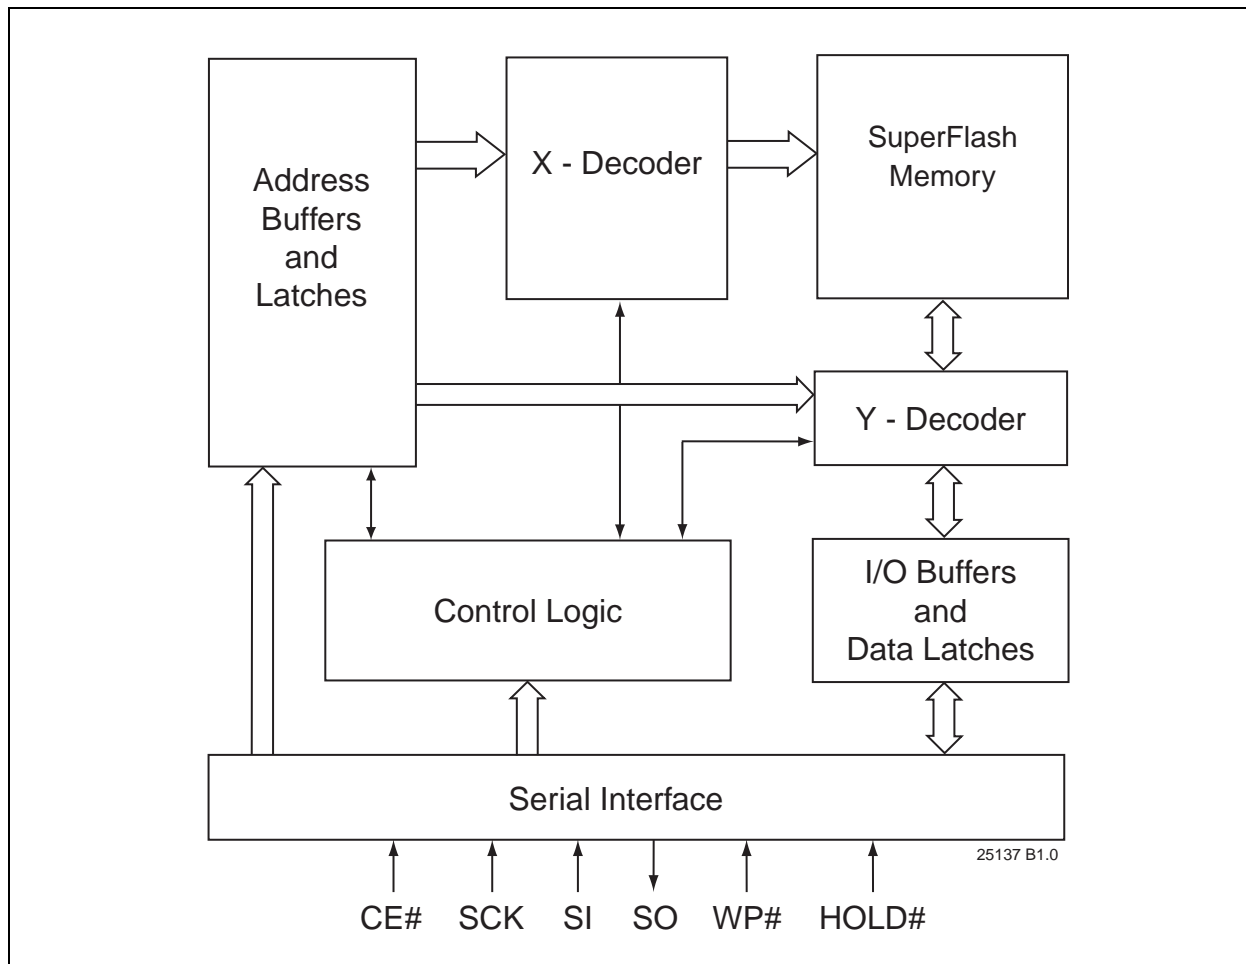 Address
Buffers
and
Latches
X - Decoder
SuperFlash
Memory
Y - Decoder
Control Logic
I/O Buffers
and
Data Latches
Serial Interface
25137 B1.0
CE# SCK SI SO WP# HOLD#